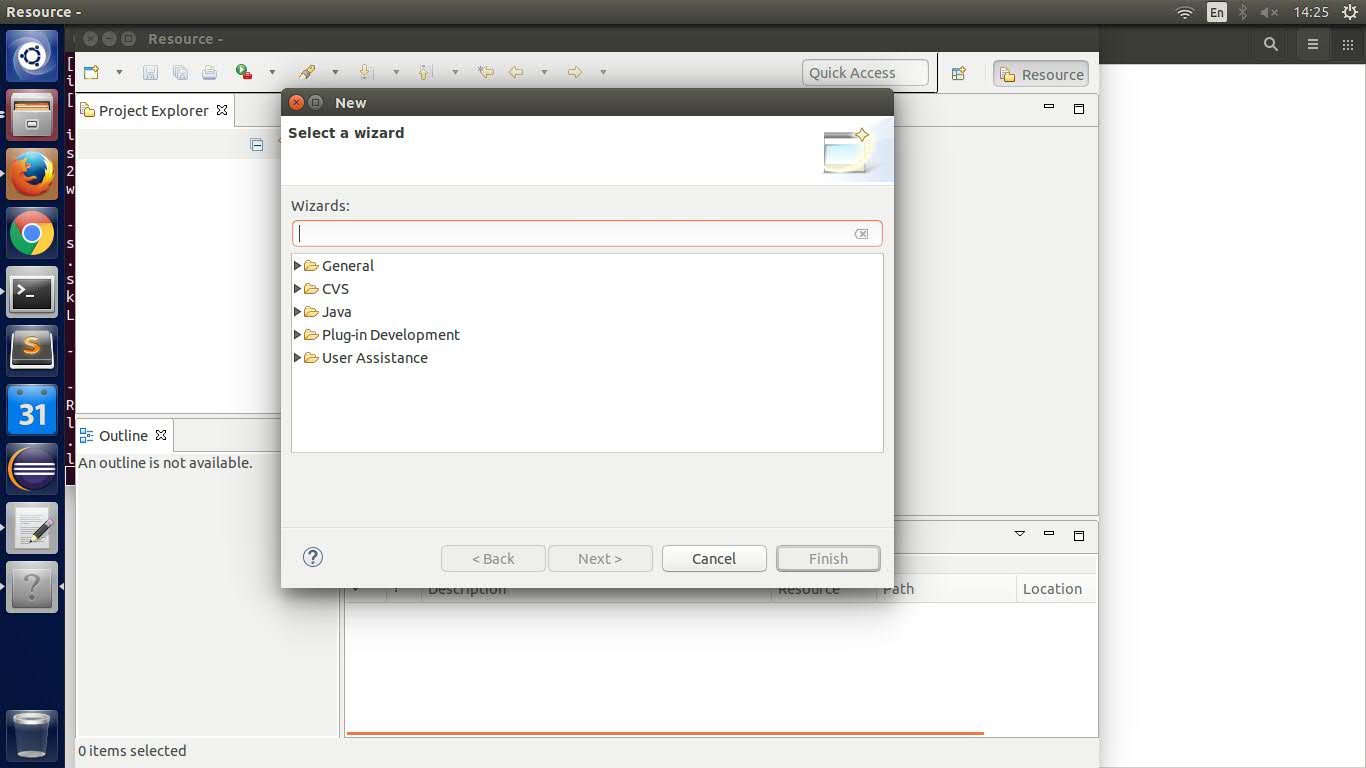 Resource -
En
14:25
Resource -
Quick Access
Resource
Project Explorer
New
Select a wizard
Wizards:
General
CVS
Java
Plug-in Development
User Assistance
Outline
An outline is not available.
31
< Back
Next >
Cancel
Finish
Description
Resource
Path
Location
0 items selected